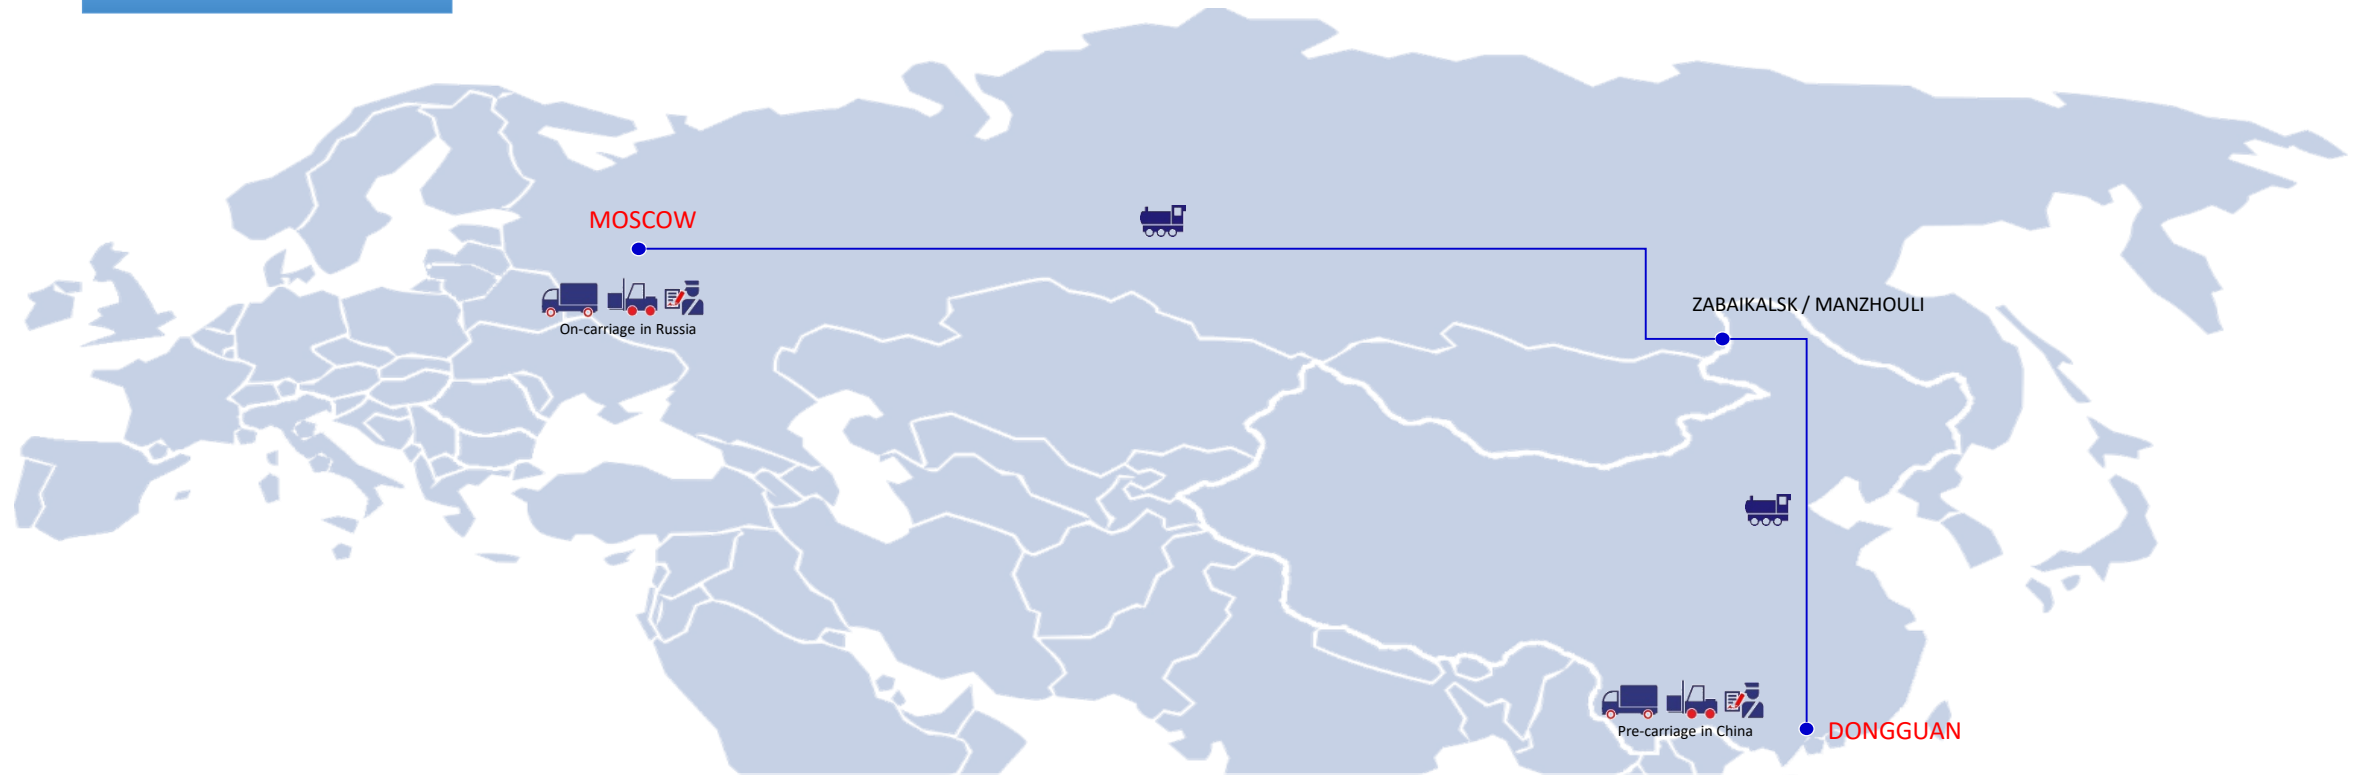 MOSCOW
ZABAIKALSK / MANZHOULI
On-carriage in Russia
Pre-carriage in China
DONGGUAN